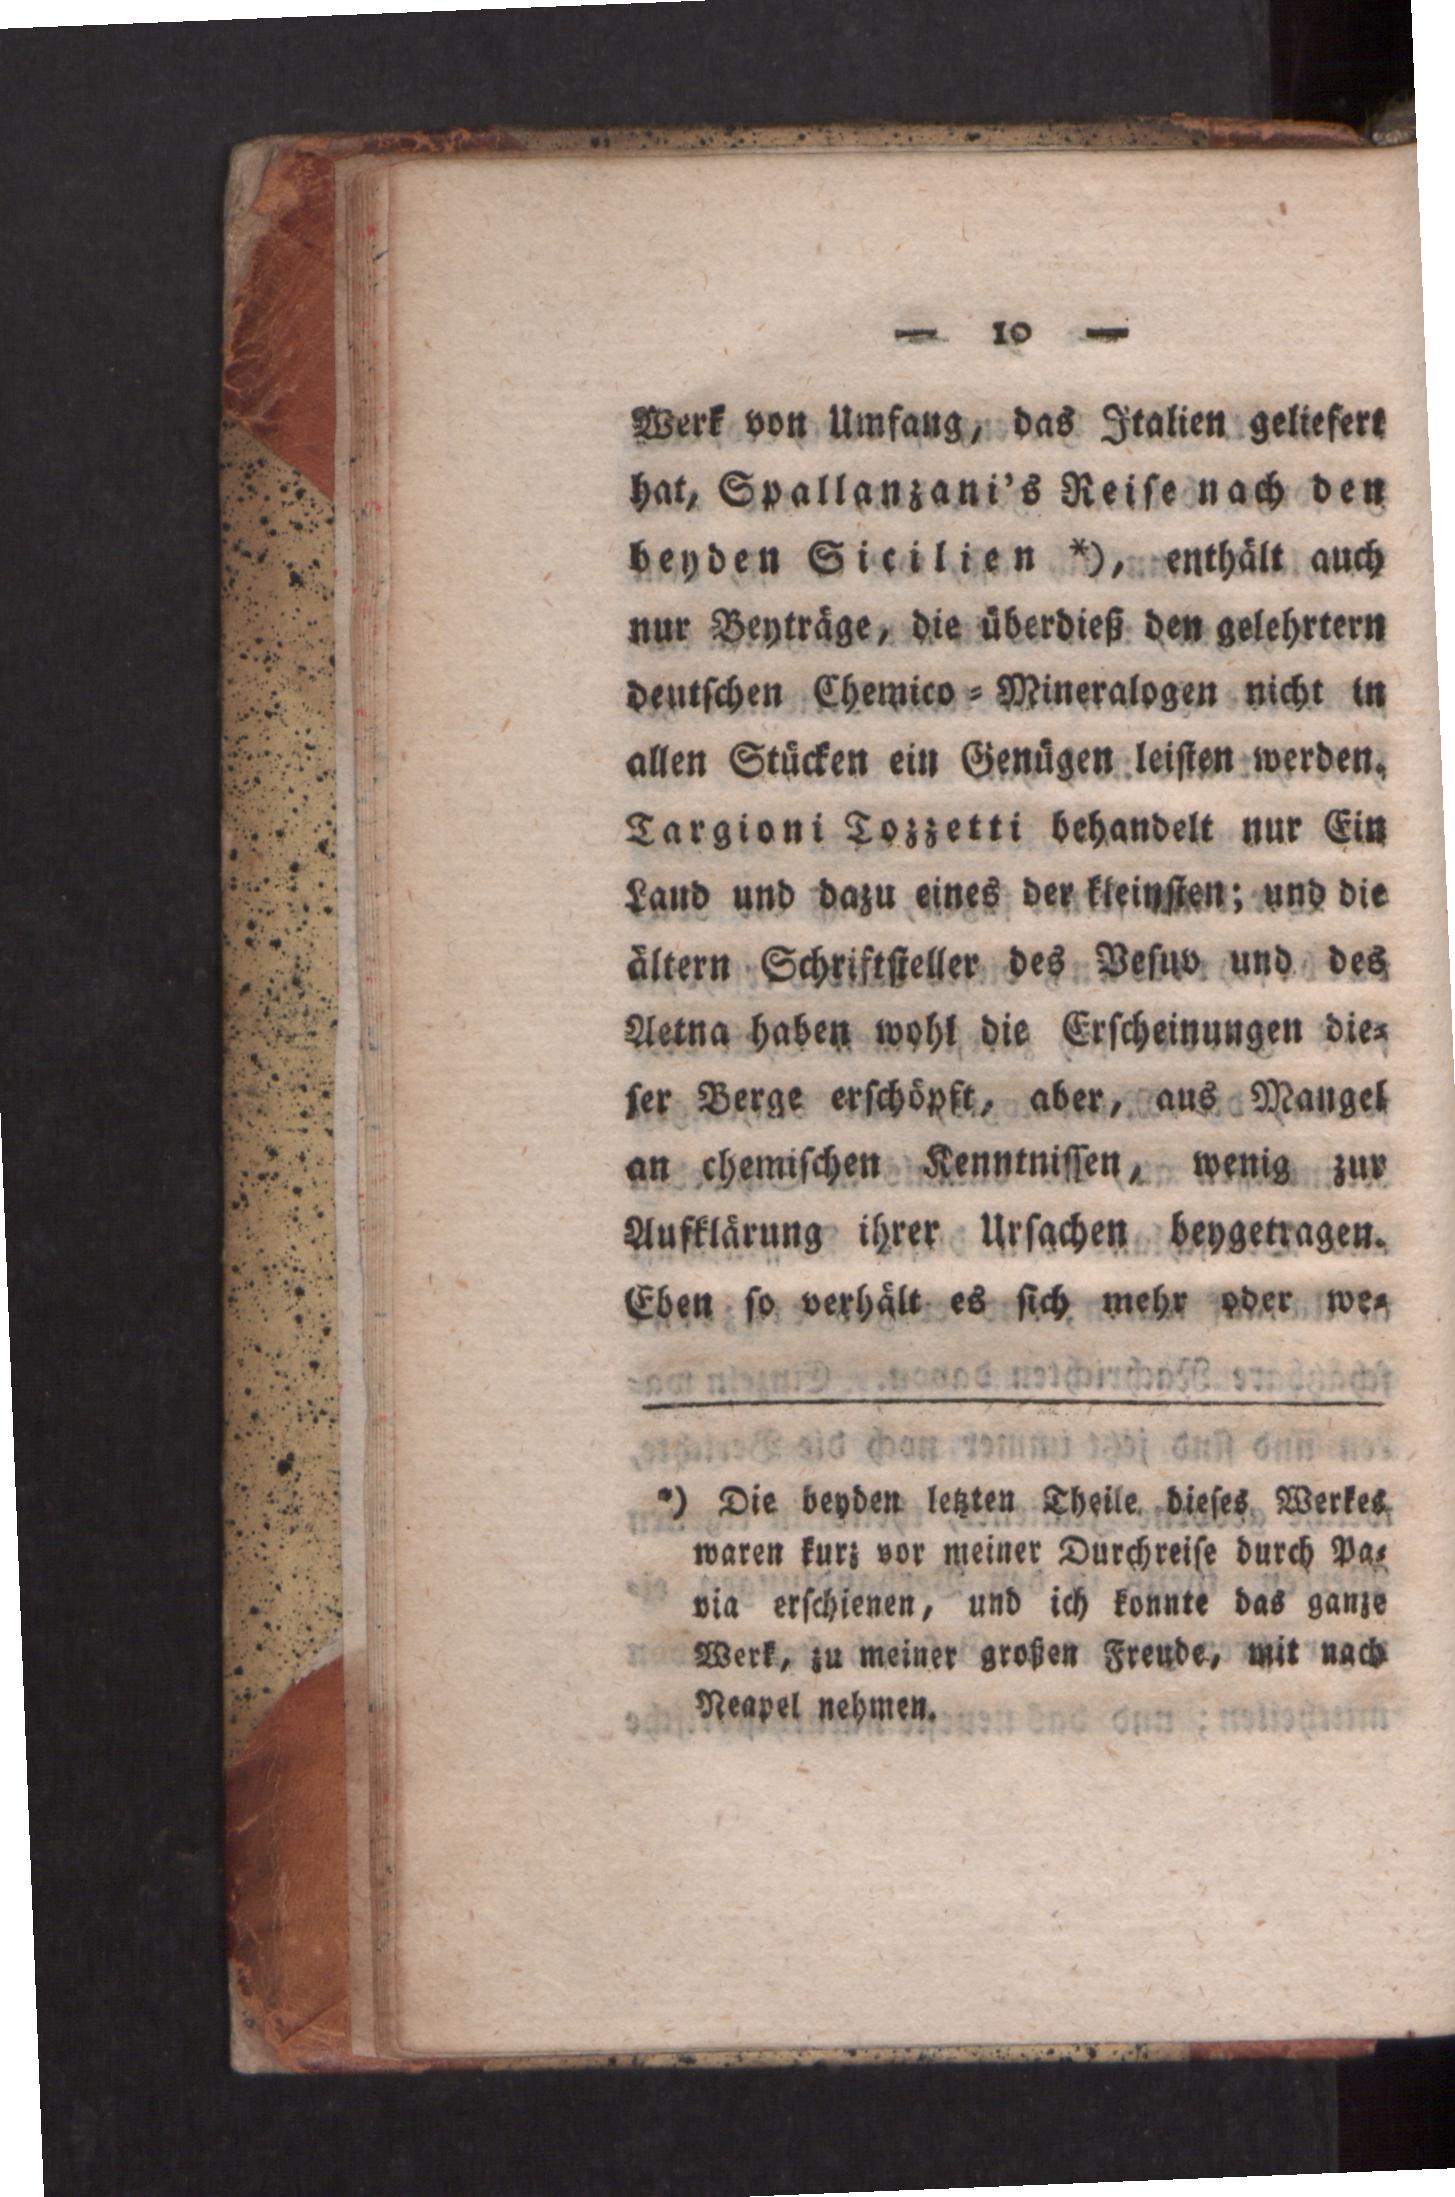 — 10 —
Werk von Umfang, das Italien geliefert
hat, Spallanzani's Reise nach den
beyden Sicilien *), enthält auch
nur Beyträge, die überdieß den gelehrtern
deutschen Chemico-Mineralogen nicht in
allen Stücken ein Genügen leisten werden.
Targioni Tozzetti behandelt nur Ein
Land und dazu eines der kleinsten; und die
ältern Schriftsteller des Vesuv und des
Aetna haben wohl die Erscheinungen die-
ser Berge erschöpft, aber, aus Mangel
an chemischen Kenntnissen, wenig zur
Aufklärung ihrer Ursachen beygetragen.
Eben so verhält es sich mehr oder we-
*) Die beyden letzten Theile dieses Werkes
waren kurz vor meiner Durchreise durch Pa-
via erschienen, und ich konnte das ganze
Werk, zu meiner großen Freude, mit nach
Neapel nehmen.